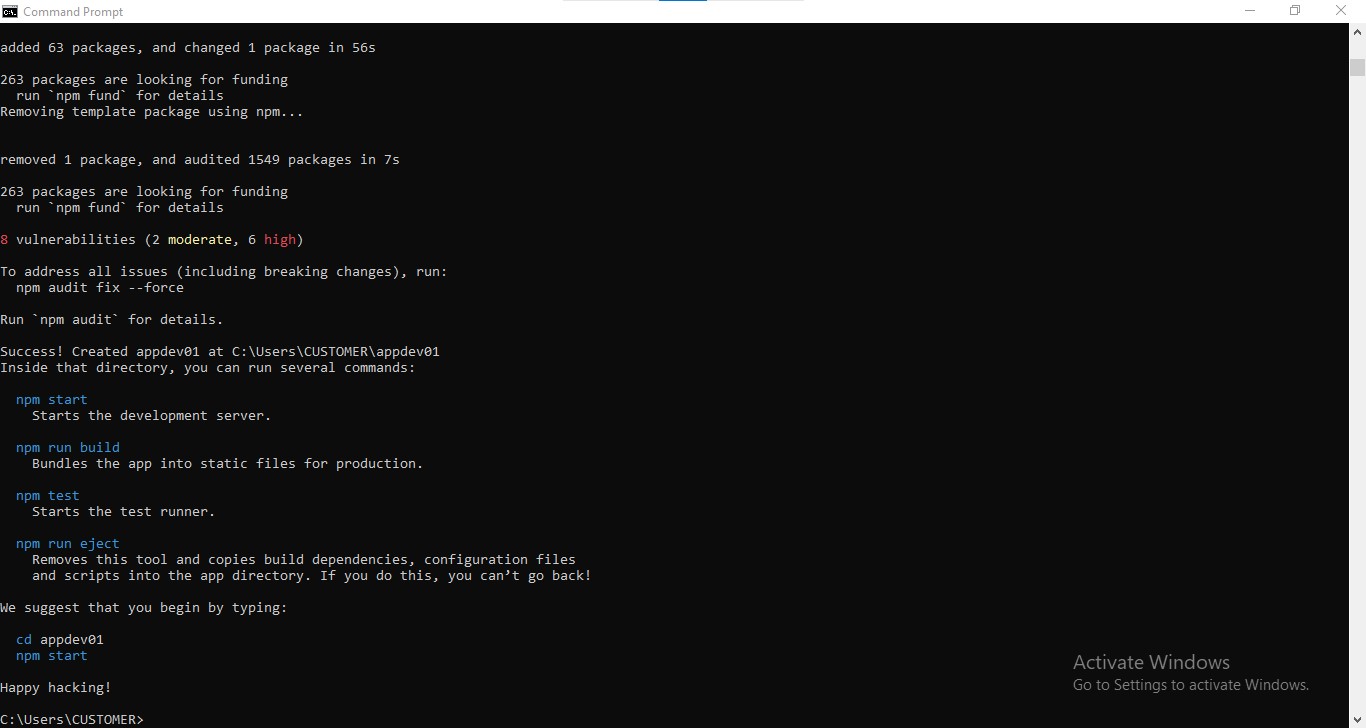 Command Prompt
added 63 packages, and changed 1 package in 56s
263 packages are looking for funding
run `npm fund` for details
Removing template package using npm...
removed 1 package, and audited 1549 packages in 7s
263 packages are looking for funding
run `npm fund` for details
8 vulnerabilities (2 moderate, 6 high)
To address all issues (including breaking changes), run:
npm audit fix --force
Run `npm audit` for details.
Success! Created appdev01 at C:\Users\CUSTOMER\appdev01
Inside that directory, you can run several commands:
npm start
Starts the development server.
npm run build
Bundles the app into static files for production.
npm test
Starts the test runner.
npm run eject
Removes this tool and copies build dependencies, configuration files
and scripts into the app directory. If you do this, you can’t go back!
We suggest that you begin by typing:
cd appdev01
npm start
Happy hacking!
C:\Users\CUSTOMER>
Activate Windows
Go to Settings to activate Windows.